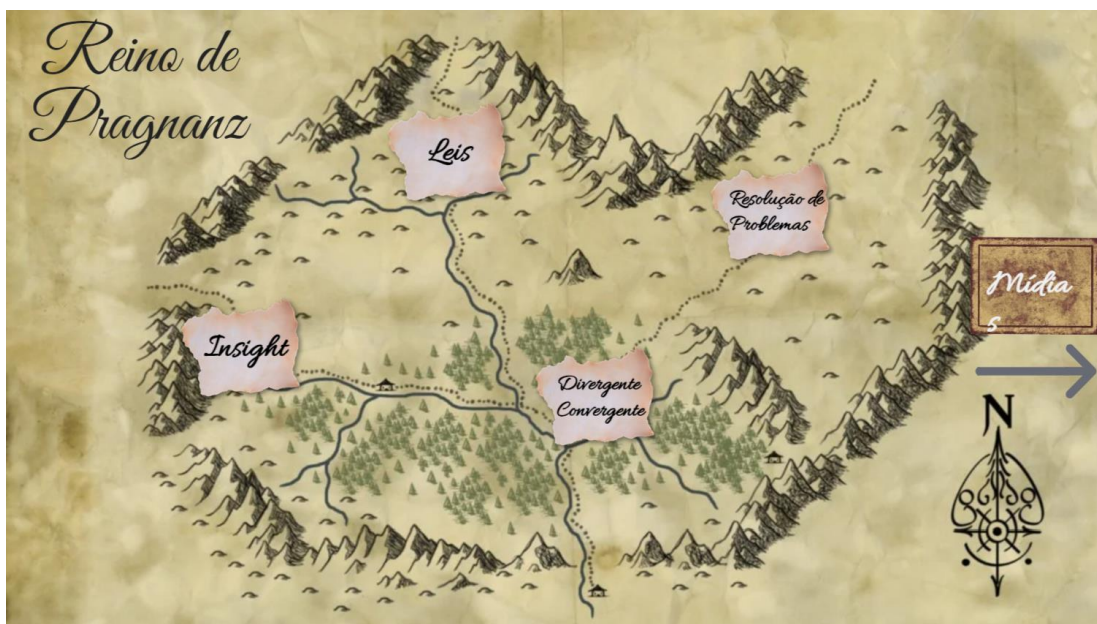 Reino de
Pragnanz
Leis
Resolução de
Problemas
Mídia
s
Insight
Divergente
Convergente
N